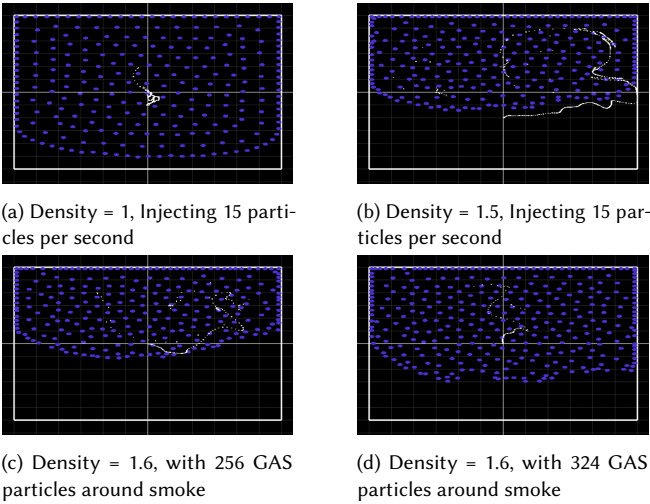 (a) Density = 1, Injecting 15 parti-
cles per second
(b) Density = 1.5, Injecting 15 par-
ticles per second
(c) Density = 1.6, with 256 GAS
particles around smoke
(d) Density = 1.6, with 324 GAS
particles around smoke